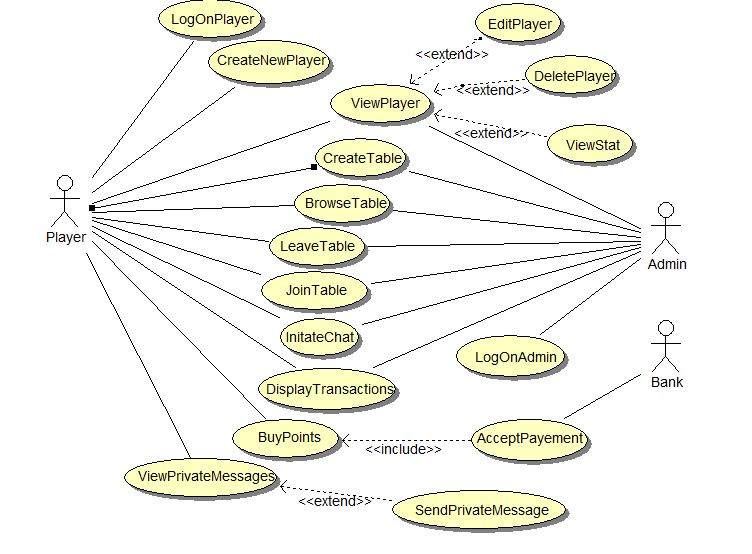 LogOnPlayer
EditPlayer
<<extend>>
CreateNewPlayer
DeletePlayer
<<extend>>
ViewPlayer
<<extend>>
ViewStat
CreateTable
BrowseTable
Player
LeaveTable
Admin
JoinTable
InitateChat
LogOnAdmin
Bank
DisplayTransactions
BuyPoints
<<include>>
AcceptPayement
ViewPrivateMessages
<<extend>>
SendPrivateMessage